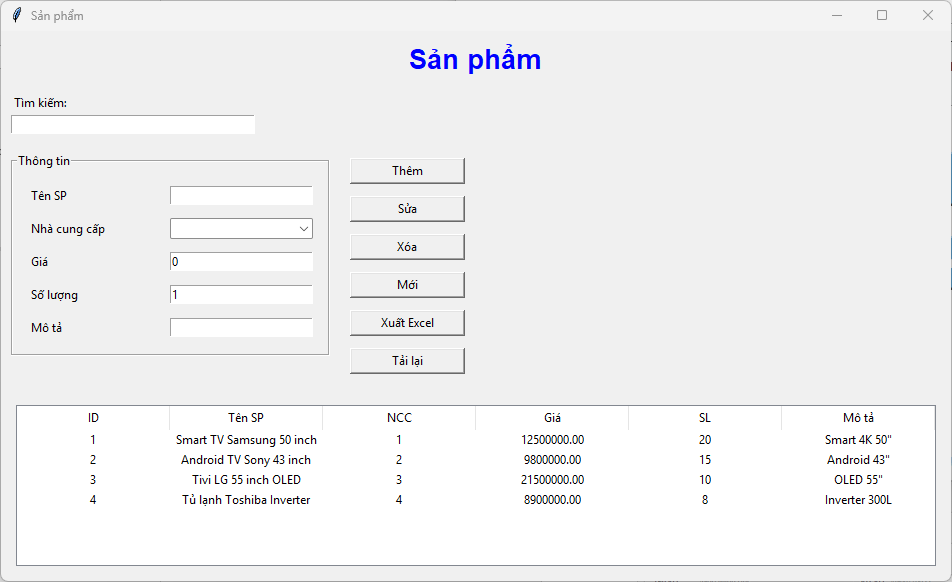 Sản phẩm
Sản phẩm
Tìm kiếm:
Thông tin
Tên SP
Nhà cung cấp
Giá 0
Số lượng 1
Mô tả
Thêm
Sửa
Xóa
Mới
Xuất Excel
Tải lại
ID Tên SP NCC Giá SL Mô tả
1 Smart TV Samsung 50 inch 1 12500000.00 20 Smart 4K 50"
2 Android TV Sony 43 inch 2 9800000.00 15 Android 43"
3 Tivi LG 55 inch OLED 3 21500000.00 10 OLED 55"
4 Tủ lạnh Toshiba Inverter 4 8900000.00 8 Inverter 300L